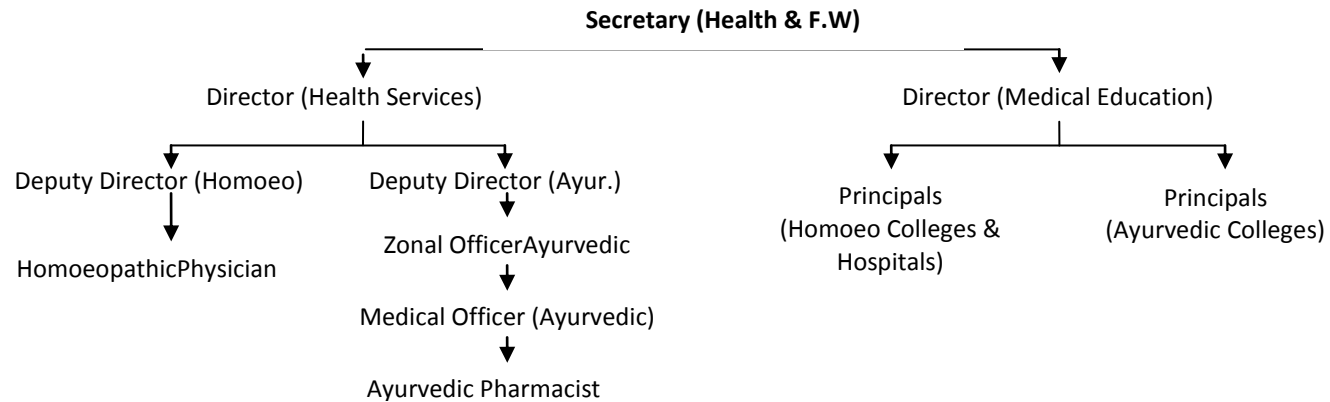 Secretary (Health & F.W)
Director (Health Services)
Director (Medical Education)
Deputy Director (Homoeo)
Deputy Director (Ayur.)
Principals
(Homoeo Colleges &
Hospitals)
Principals
(Ayurvedic Colleges)
HomoeopathicPhysician
Zonal OfficerAyurvedic
Medical Officer (Ayurvedic)
Ayurvedic Pharmacist